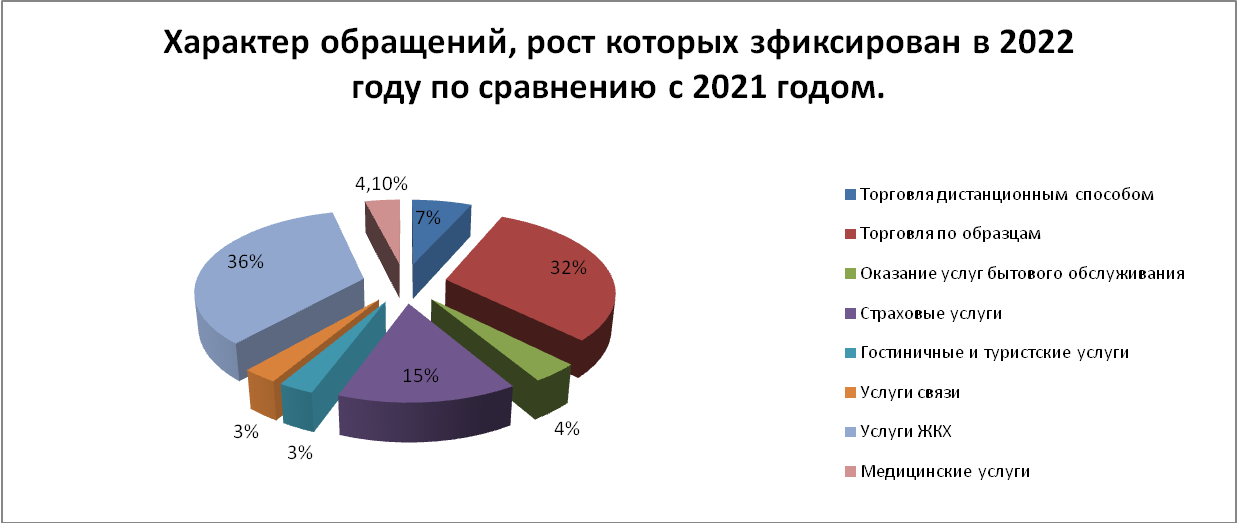 Характер обращений, рост которых зфиксирован в 2022
году по сравнению с 2021 годом.
4,10%
7%
36%
32%
15%
3%
3%
4%
Торговля дистанционным способом
Торговля по образцам
Оказание услуг бытового обслуживания
Страховые услуги
Гостиничные и туристские услуги
Услуги связи
Услуги ЖКХ
Медицинские услуги